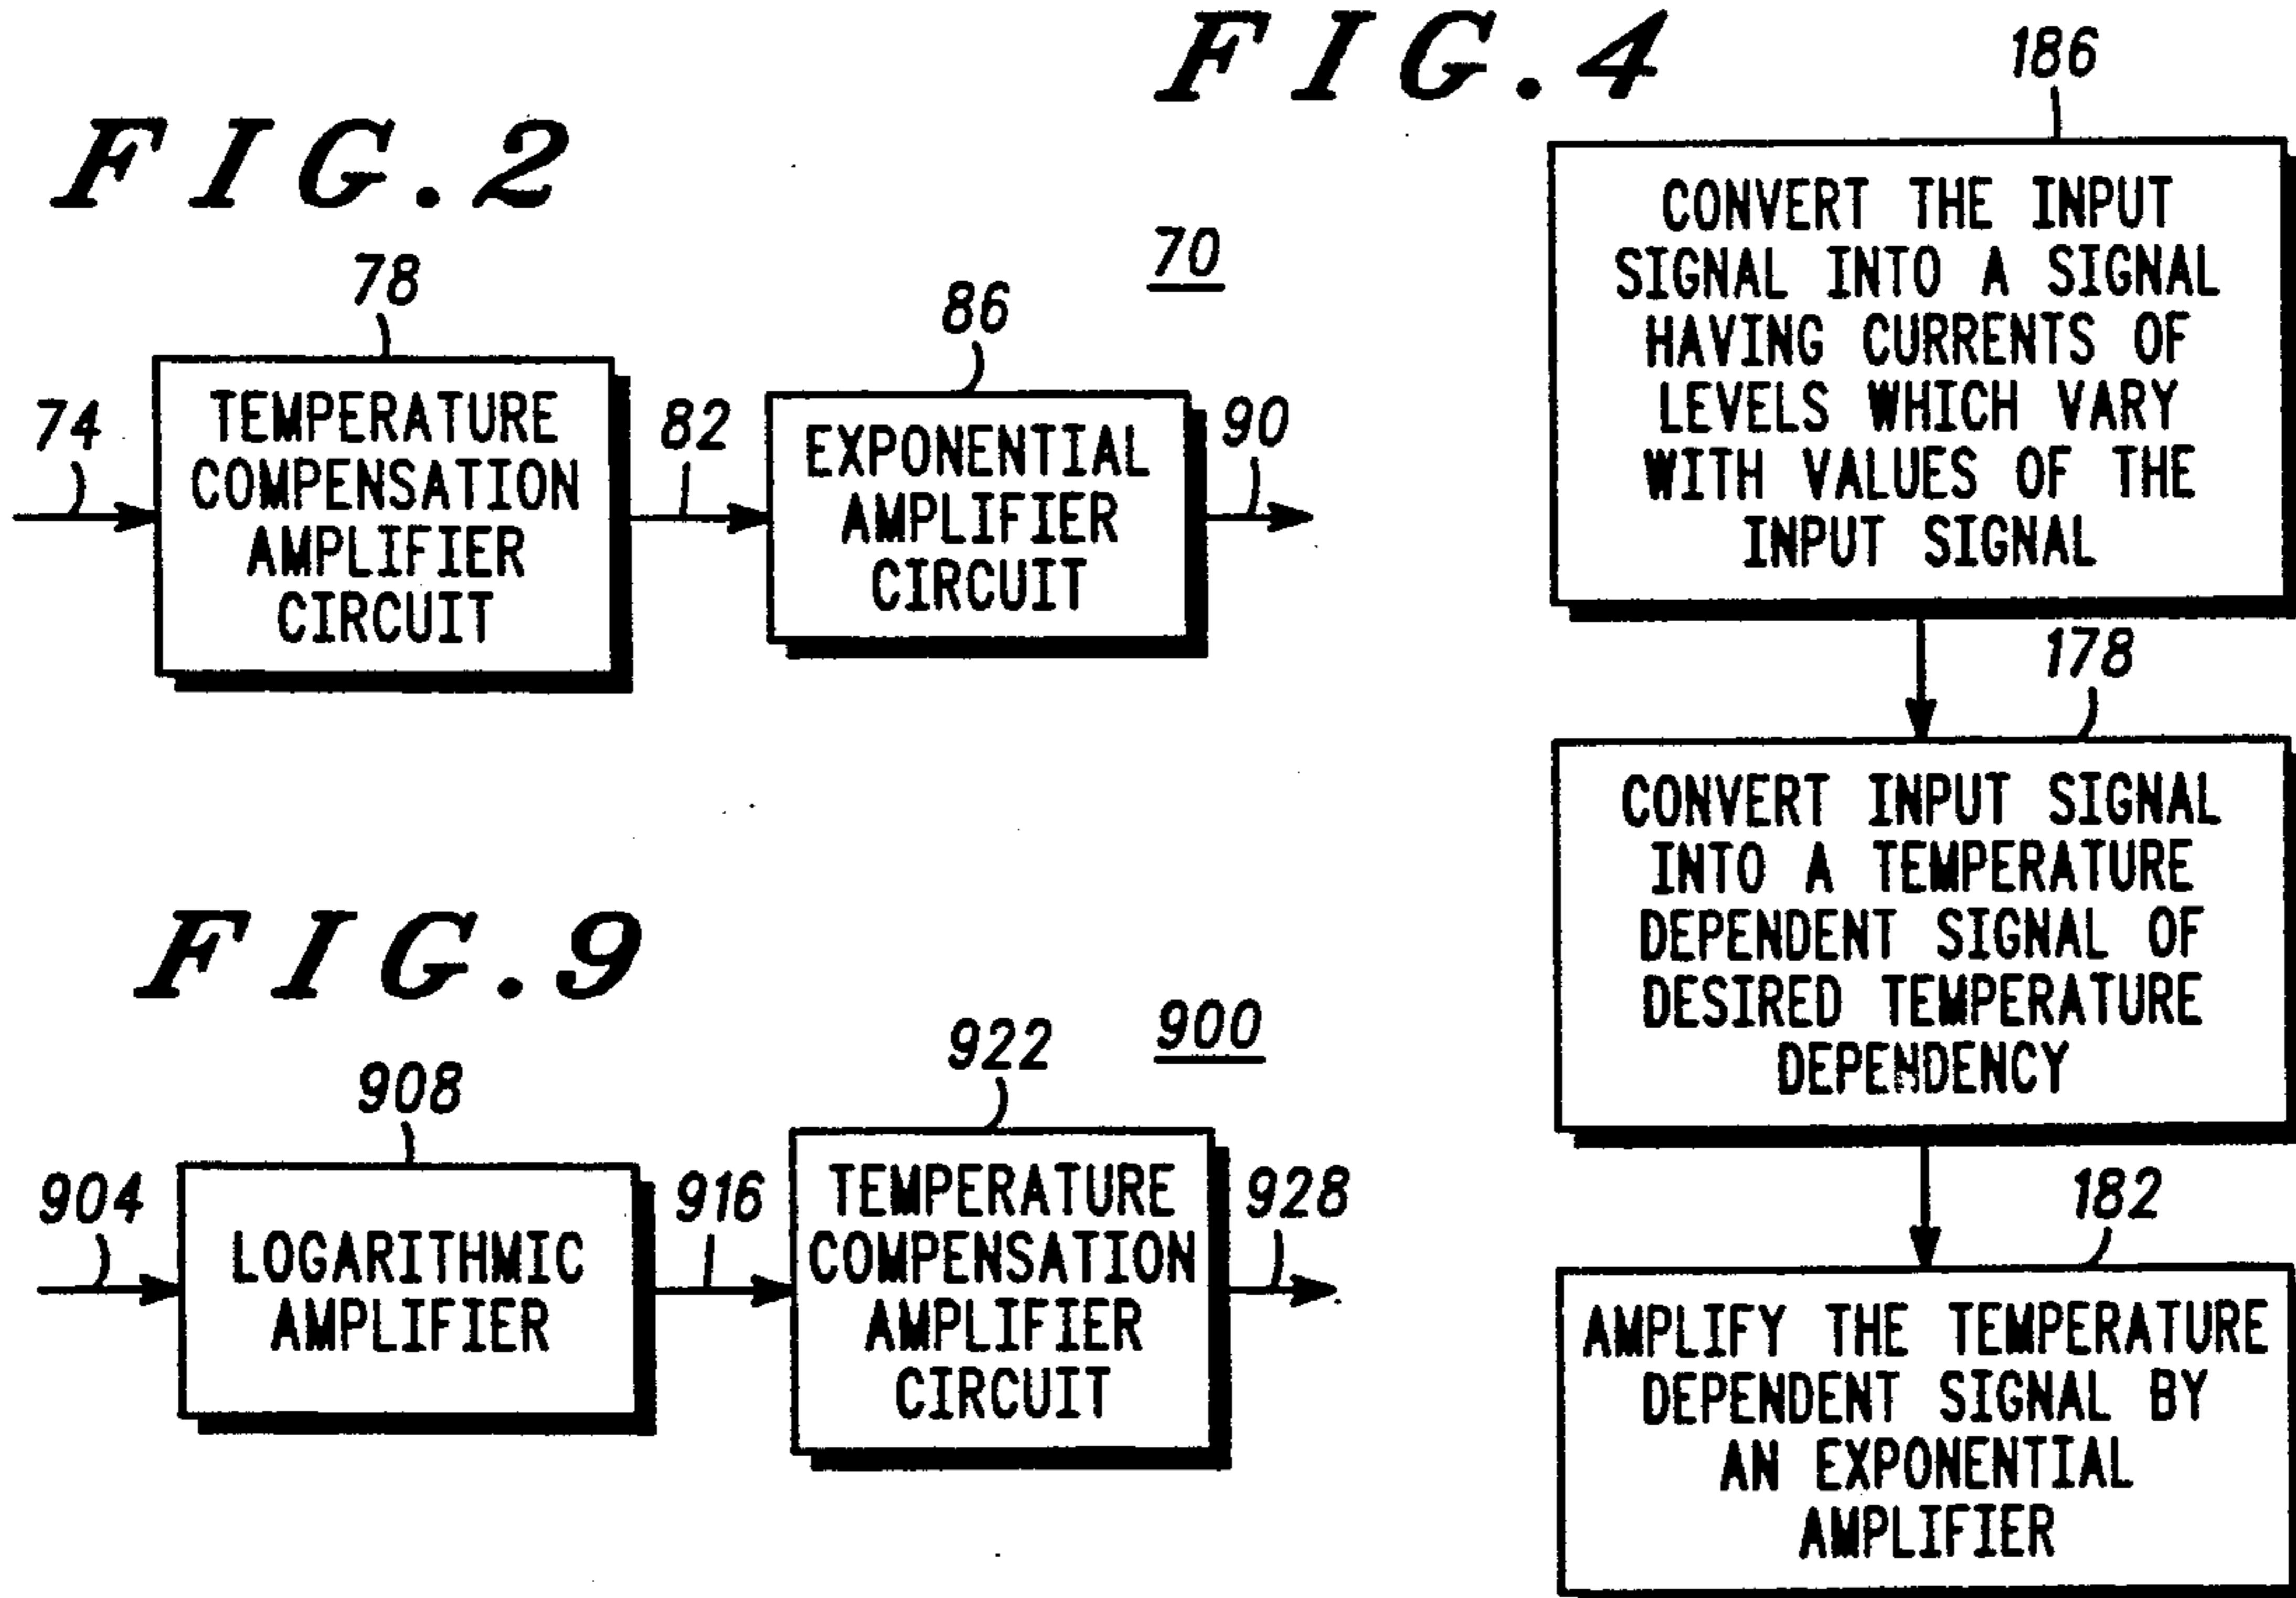 FIG.2
70
78
TEMPERATURE
COMPENSATION
AMPLIFIER
CIRCUIT
74
82
86
EXPONENTIAL
AMPLIFIER
CIRCUIT
90
FIG.9
900
908
LOGARITHMIC
AMPLIFIER
904
916
922
TEMPERATURE
COMPENSATION
AMPLIFIER
CIRCUIT
928
FIG.4
186
CONVERT THE INPUT
SIGNAL INTO A SIGNAL
HAVING CURRENTS OF
LEVELS WHICH VARY
WITH VALUES OF THE
INPUT SIGNAL
178
CONVERT INPUT SIGNAL
INTO A TEMPERATURE
DEPENDENT SIGNAL OF
DESIRED TEMPERATURE
DEPENDENCY
182
AMPLIFY THE TEMPERATURE
DEPENDENT SIGNAL BY
AN EXPONENTIAL
AMPLIFIER